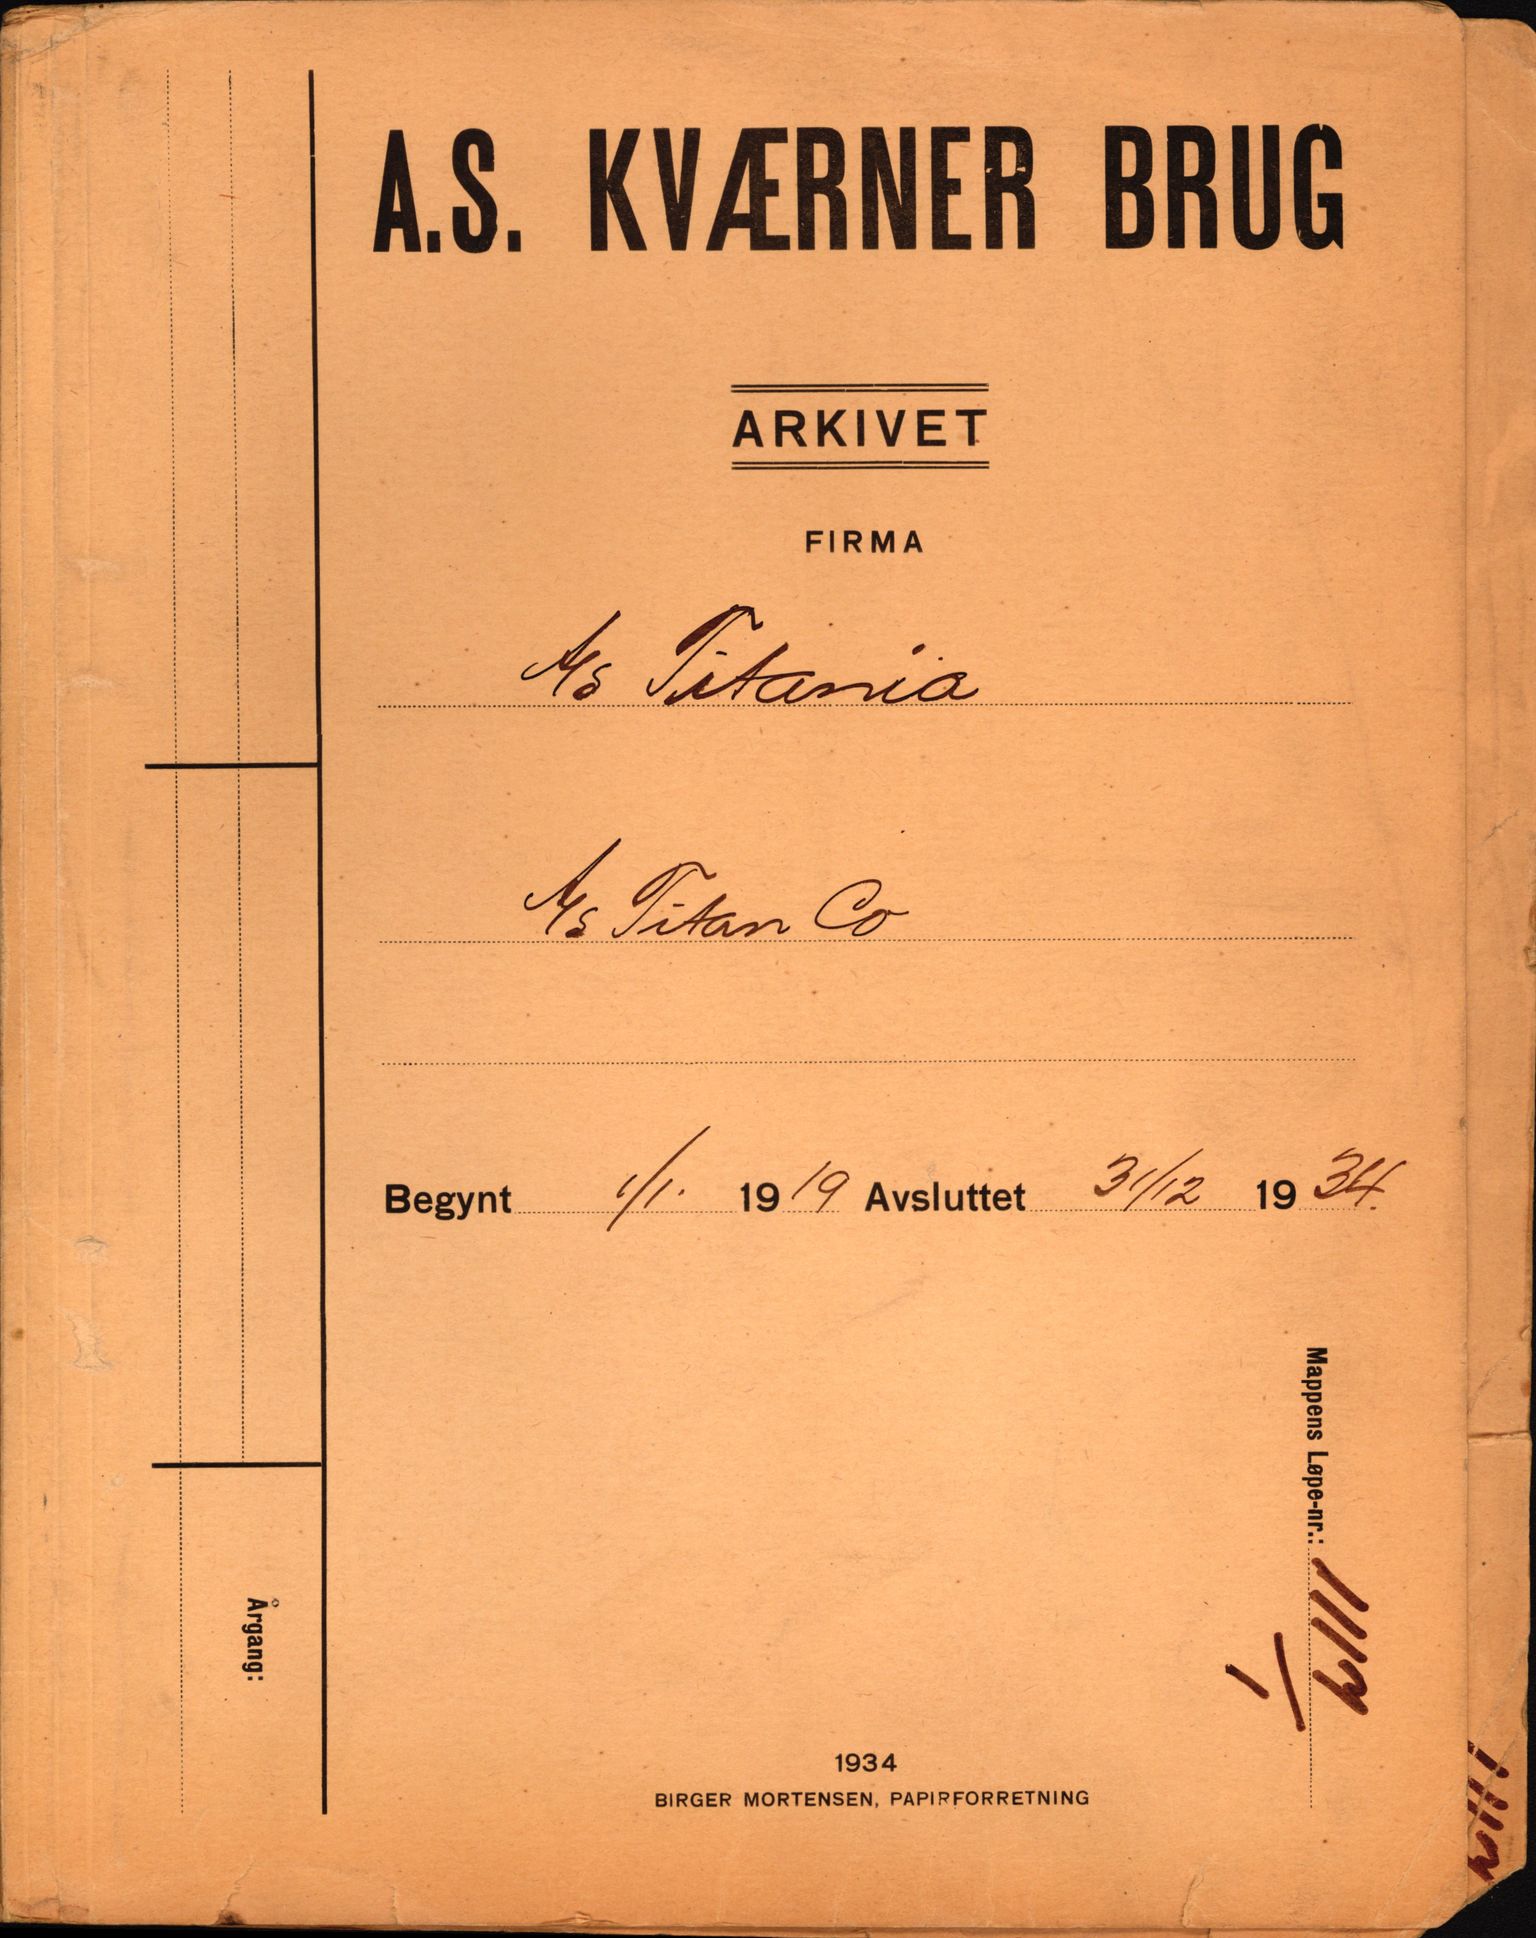 A.S. KVÆRNER BRUG
ARKIVET
FIRMA
A/s Titania
A/s Titan Co
Begynt 1/1. 1919 Avsluttet 31/12 1934.
Mappens Løpe-nr.:
Årgang:
1934
BIRGER MORTENSEN, PAPIRFORRETNING